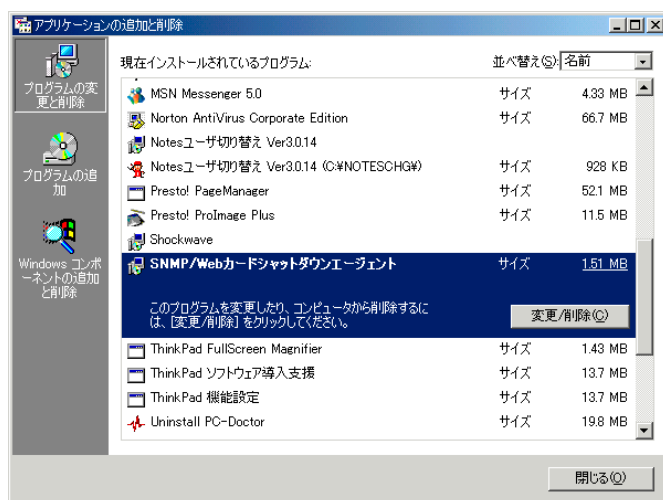 アプリケーションの追加と削除
プログラムの変
更と削除
プログラムの追
加
Windows コンポ
ーネントの追加
と削除
現在インストールされているプログラム:
並べ替え(S): 名前
MSN Messenger 5.0 サイズ 4.33 MB
Norton AntiVirus Corporate Edition サイズ 66.7 MB
Notesユーザ切り替え Ver3.0.14
Notesユーザ切り替え Ver3.0.14 (C:¥NOTESCHG¥) サイズ 928 KB
Presto! PageManager サイズ 52.1 MB
Presto! ProImage Plus サイズ 11.5 MB
Shockwave
SNMP/Webカードシャットダウンエージェント サイズ 1.51 MB
このプログラムを変更したり、コンピュータから削除するに
は、[変更/削除] をクリックしてください。
変更/削除(C)
ThinkPad FullScreen Magnifier サイズ 1.43 MB
ThinkPad ソフトウェア導入支援 サイズ 13.7 MB
ThinkPad 機能設定 サイズ 13.7 MB
Uninstall PC-Doctor サイズ 19.8 MB
閉じる(O)